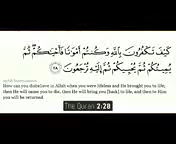 كَيْفَ تَكْفُرُونَ بِاللَّهِ وَكُنتُمْ أَمْوَاتًا فَأَحْيَاكُمْ ثُمَّ
يُمِيتُكُمْ ثُمَّ يُحْيِيكُمْ ثُمَّ إِلَيْهِ تُرْجَعُونَ ٢٨
How can you disbelieve in Allah when you were lifeless and He brought you to life,
then He will cause you to die, then He will bring you [back] to life, and then to Him
you will be returned.
The Quran 2:28